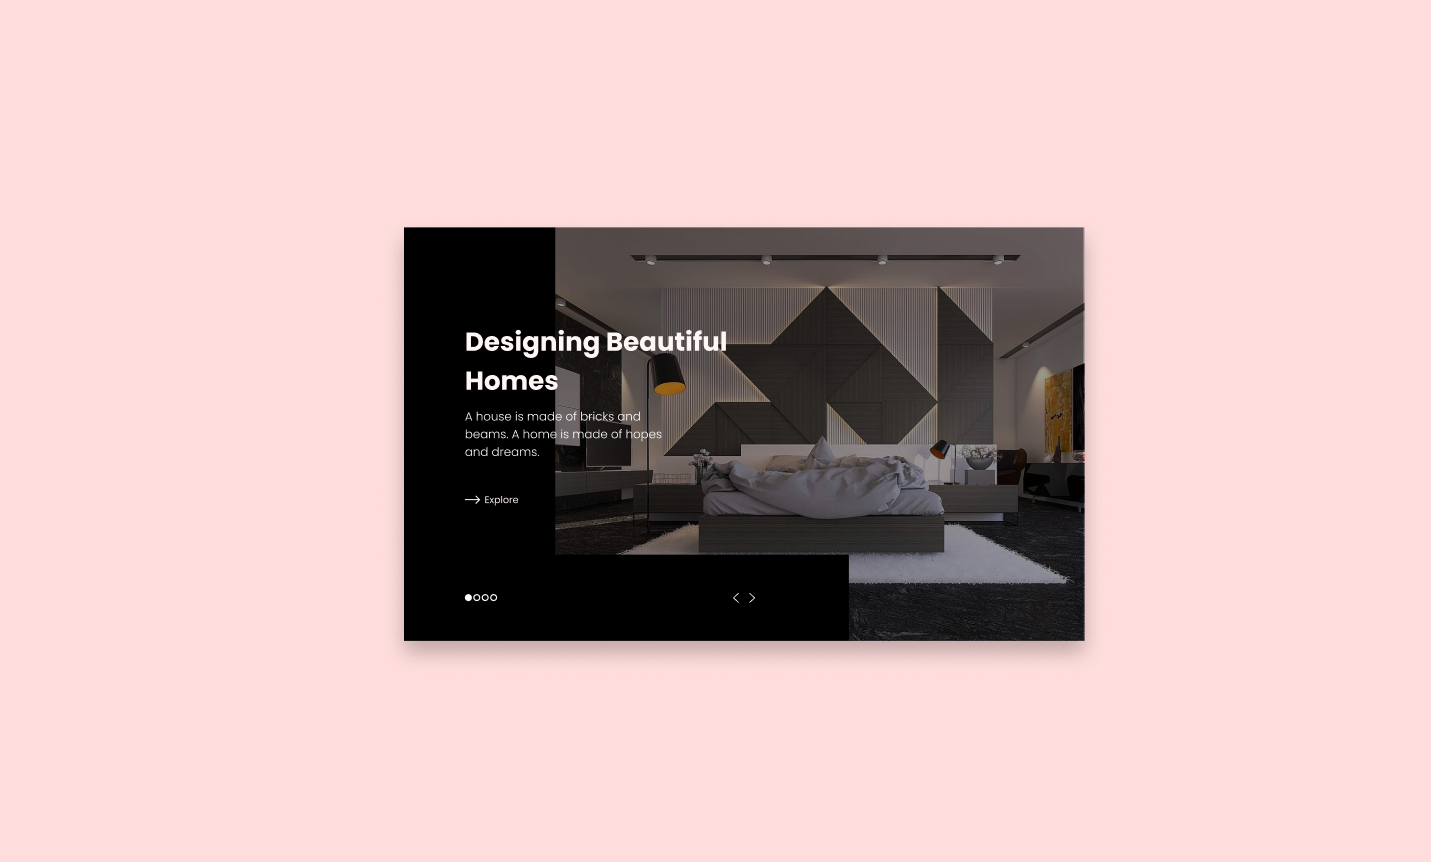 Designing Beautiful
Homes
A house is made of bricks and
beams. A home is made of hopes
and dreams.
Explore